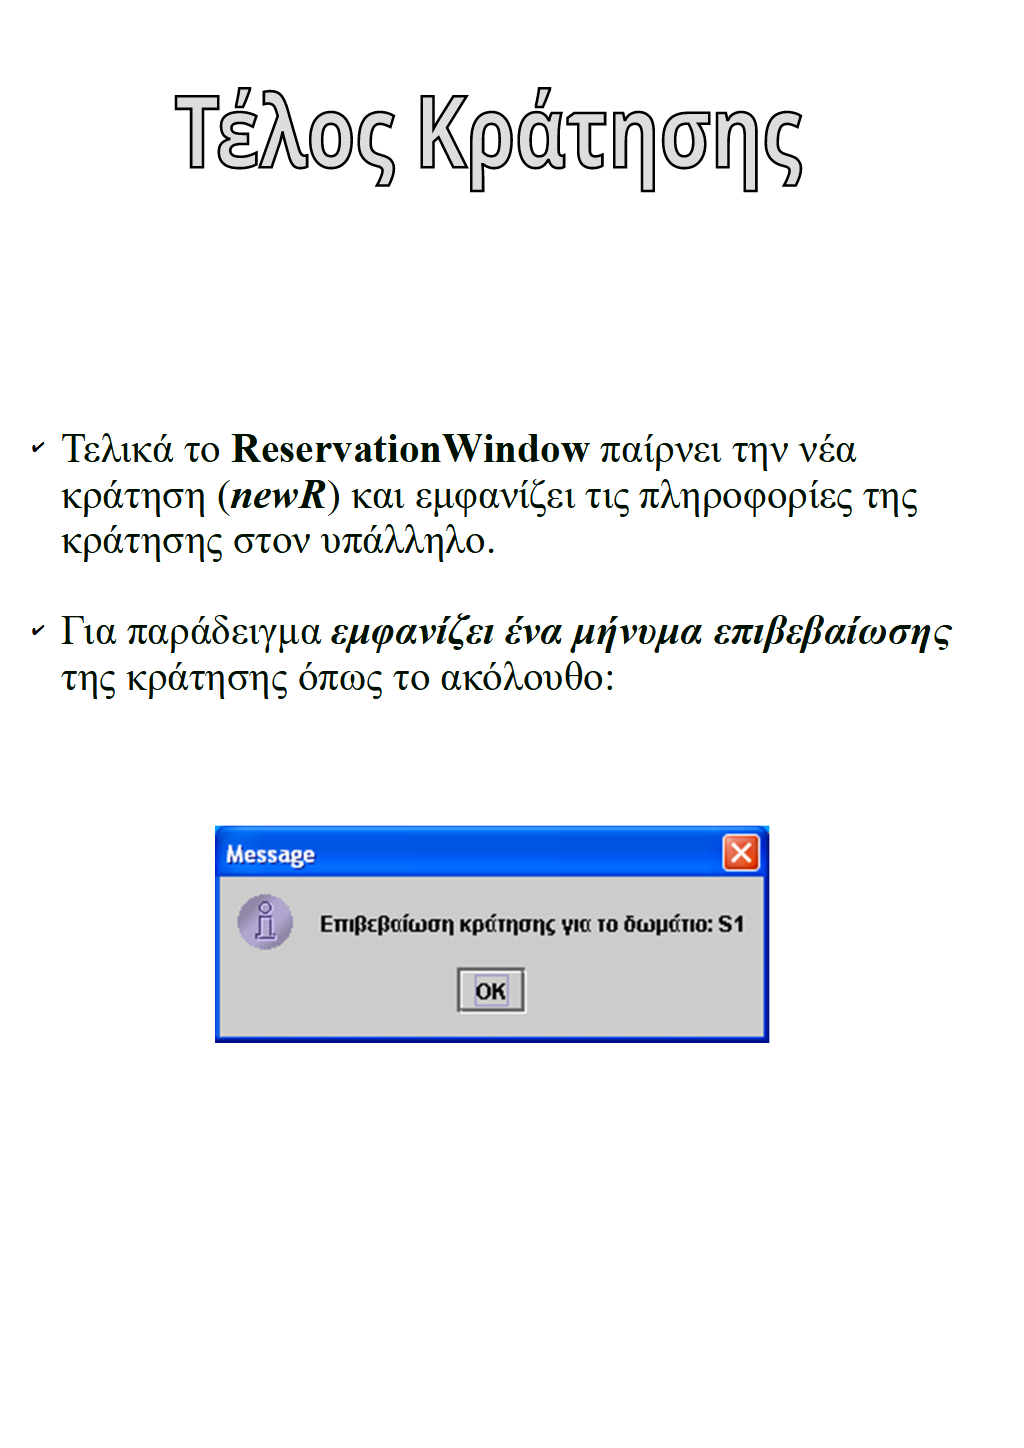 Τέλος Κράτησης
✔ Τελικά το ReservationWindow παίρνει την νέα
κράτηση (newR) και εμφανίζει τις πληροφορίες της
κράτησης στον υπάλληλο.
✔ Για παράδειγμα εμφανίζει ένα μήνυμα επιβεβαίωσης
της κράτησης όπως το ακόλουθο:
Message
Επιβεβαίωση κράτησης για το δωμάτιο: S1
OK